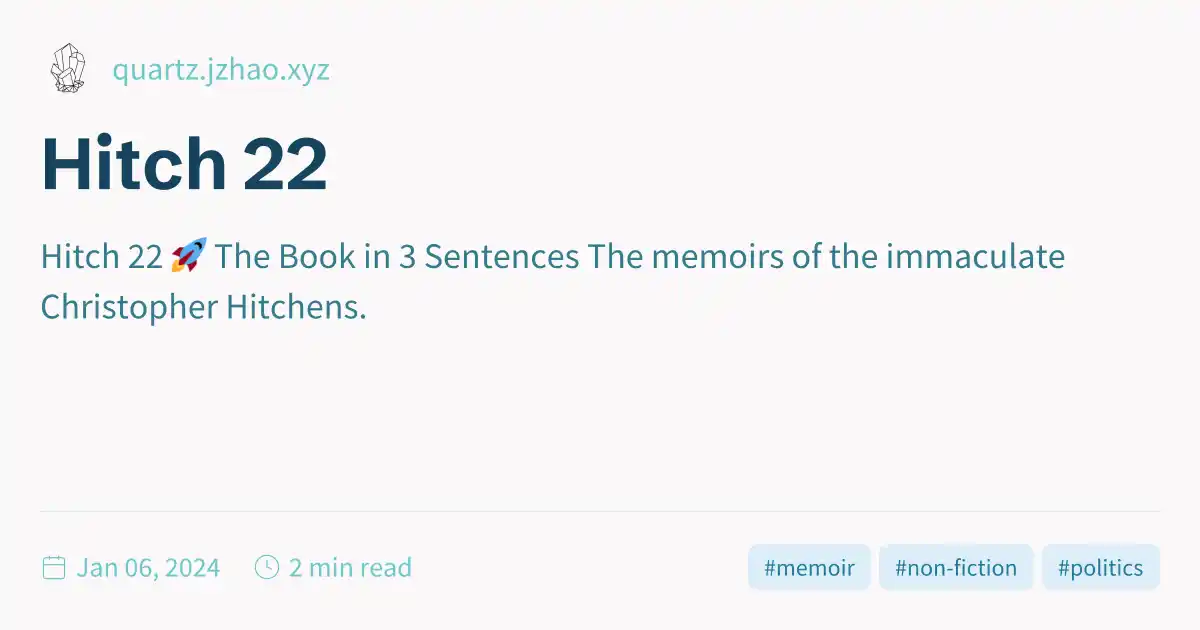 quartz.jzhao.xyz
Hitch 22
Hitch 22 🚀 The Book in 3 Sentences The memoirs of the immaculate
Christopher Hitchens.
Jan 06, 2024 2 min read #memoir #non-fiction #politics